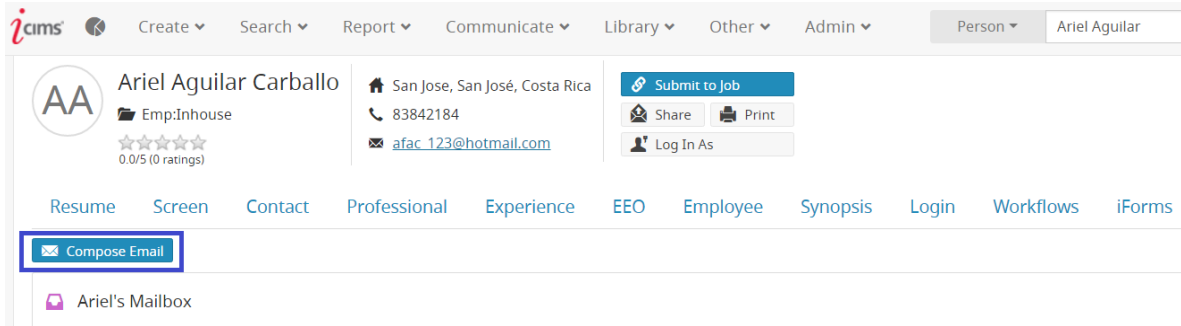 icims
Create Search Report Communicate Library Other Admin Person Ariel Aguilar
AA
Ariel Aguilar Carballo
Emp:Inhouse
0.0/5 (0 ratings)
San Jose, San José, Costa Rica
83842184
afac_123@hotmail.com
Submit to Job
Share Print
Log In As
Resume Screen Contact Professional Experience EEO Employee Synopsis Login Workflows iForms
Compose Email
Ariel's Mailbox